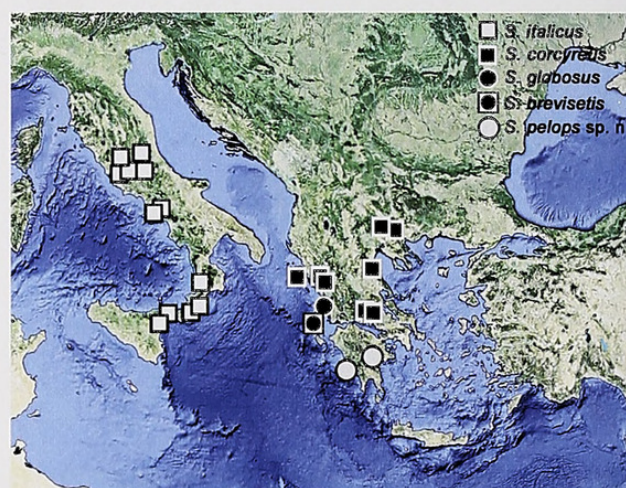 S. italicus
S. corcyreus
S. globosus
S. brevisetis
S. pelops sp. n